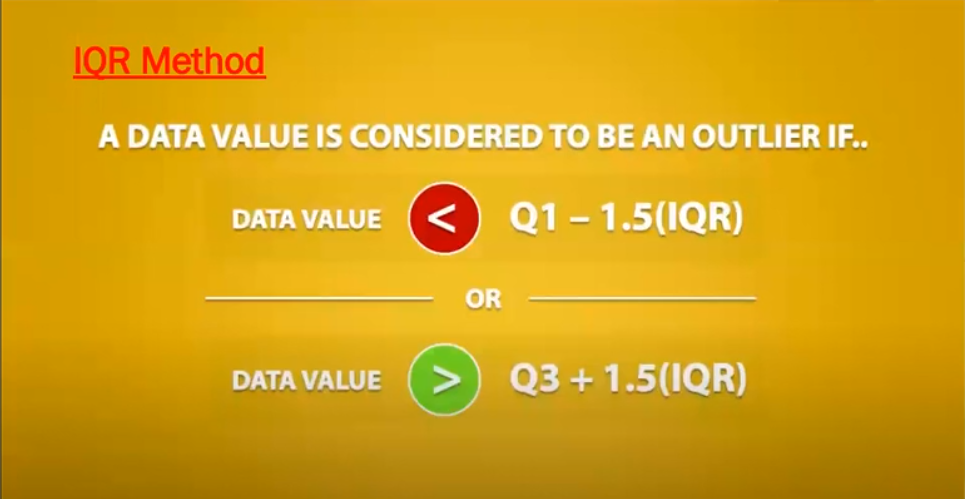 IQR Method
A DATA VALUE IS CONSIDERED TO BE AN OUTLIER IF..
DATA VALUE < Q1 – 1.5(IQR)
OR
DATA VALUE > Q3 + 1.5(IQR)